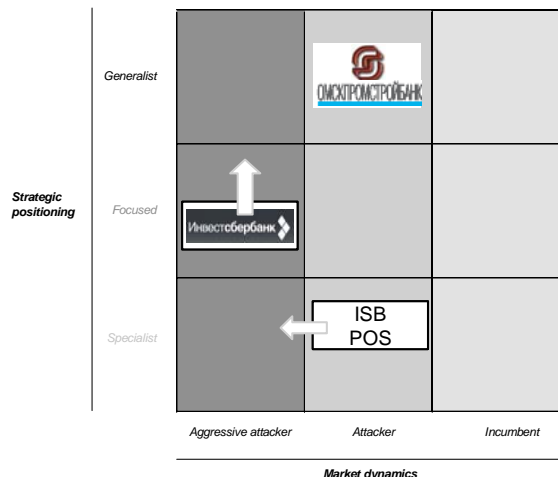 Generalist
ОМСКПРОМСТРОЙБАНК
Strategic
positioning
Focused
Инвестсбербанк
ISB
POS
Specialist
Aggressive attacker
Attacker
Incumbent
Market dynamics